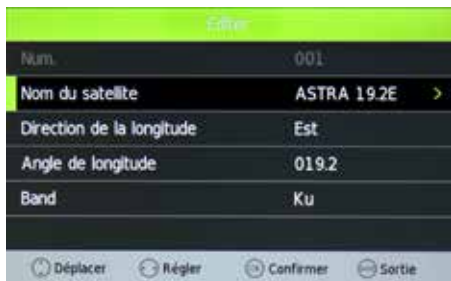 Editer
Num. 001
Nom du satellite ASTRA 19.2E >
Direction de la longitude Est
Angle de longitude 019.2
Band Ku
Déplacer Régler Confirmer Sortie